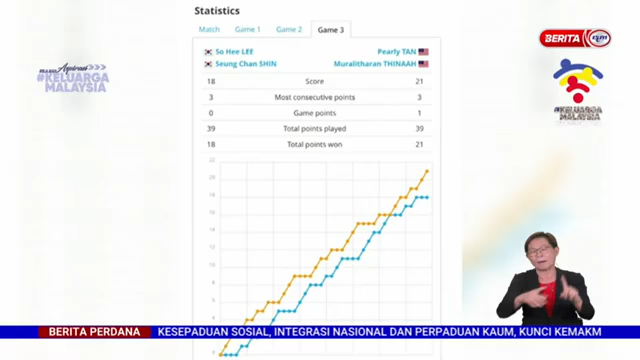 Statistics
Match Game 1 Game 2 Game 3
So Hee LEE Pearly TAN
Seung Chan SHIN Muralitharan THINAAH
18 Score 21
3 Most consecutive points 3
0 Game points 1
39 Total points played 39
18 Total points won 21
22
20
18
16
14
12
10
8
6
4
Aspirasi
#KELUARGA
MALAYSIA
BERITA rtm
#KELUARGA
MALAYSIA
BERITA PERDANA KESEPADUAN SOSIAL, INTEGRASI NASIONAL DAN PERPADUAN KAUM, KUNCI KEMAKM